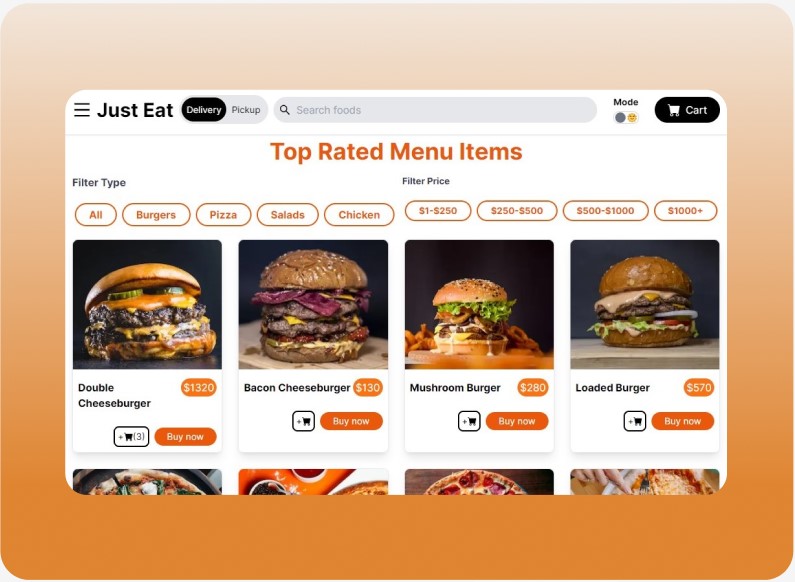 Just Eat Delivery Pickup Search foods Mode Cart
Top Rated Menu Items
Filter Type
All Burgers Pizza Salads Chicken
Filter Price
$1-$250 $250-$500 $500-$1000 $1000+
Double
Cheeseburger
$1320
+(3) Buy now
Bacon Cheeseburger $130
+ Buy now
Mushroom Burger $280
+ Buy now
Loaded Burger $570
+ Buy now